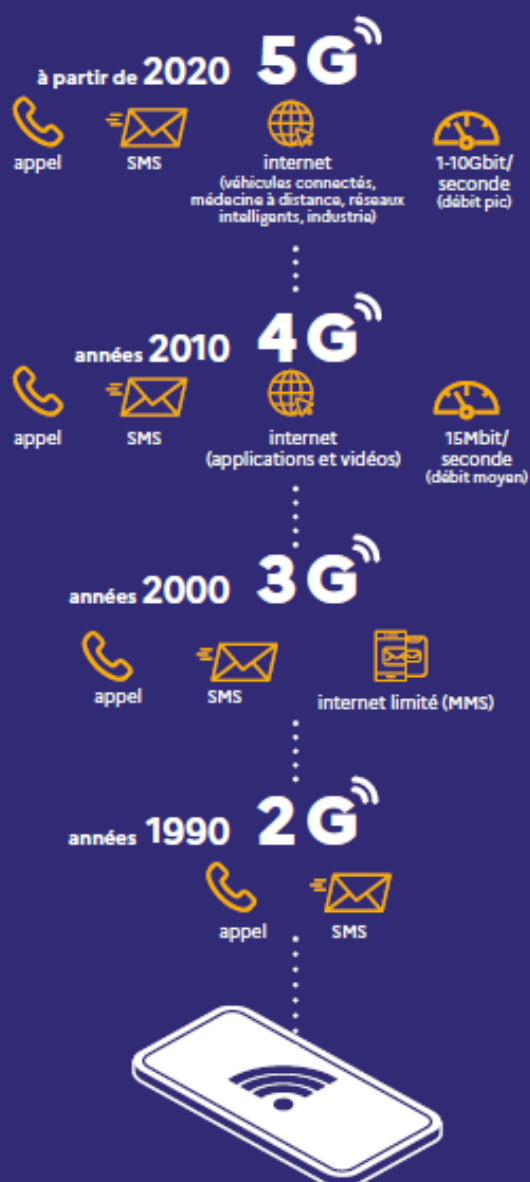 à partir de 2020 5G
appel
SMS
internet
(véhicules connectés,
médecine à distance, réseaux
intelligents, industrie)
1-10Gbit/
seconde
(débit pic)
années 2010 4G
appel
SMS
internet
(applications et vidéos)
15Mbit/
seconde
(débit moyen)
années 2000 3G
appel
SMS
internet limité (MMS)
années 1990 2G
appel
SMS